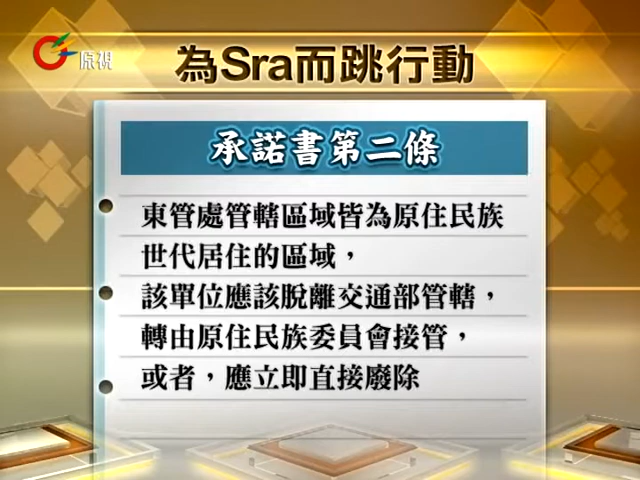 原視
為Sra而跳行動
承諾書第二條
東管處管轄區域皆為原住民族
世代居住的區域，
該單位應該脫離交通部管轄，
轉由原住民族委員會接管，
或者，應立即直接廢除